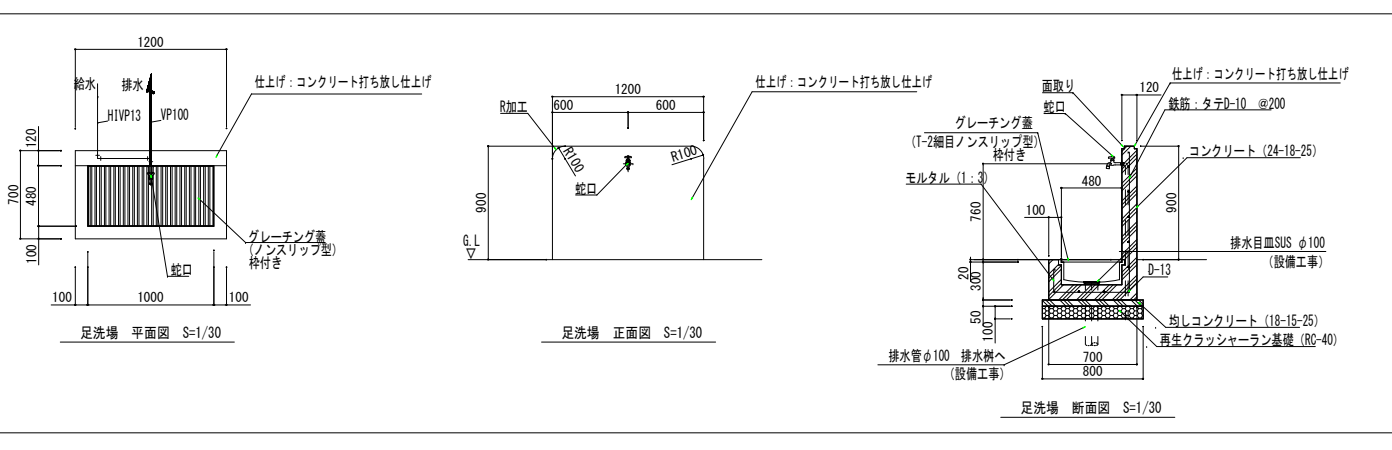 1200
給水
排水
HIVP13
VP100
仕上げ：コンクリート打ち放し仕上げ
120
700
480
100
グレーチング蓋
(ノンスリップ型)
枠付き
蛇口
100
1000
100
足洗場 平面図 S=1/30
1200
600
600
R加工
R100
R100
仕上げ：コンクリート打ち放し仕上げ
蛇口
900
G.L
足洗場 正面図 S=1/30
仕上げ：コンクリート打ち放し仕上げ
面取り
120
蛇口
鉄筋：タテD-10 @200
グレーチング蓋
(T-2細目ノンスリップ型)
枠付き
コンクリート (24-18-25)
モルタル (1：3)
480
100
760
900
排水目皿SUS φ100
(設備工事)
D-13
20
300
50
100
均しコンクリート (18-15-25)
再生クラッシャーラン基礎 (RC-40)
排水管φ100 排水桝へ
(設備工事)
700
800
足洗場 断面図 S=1/30